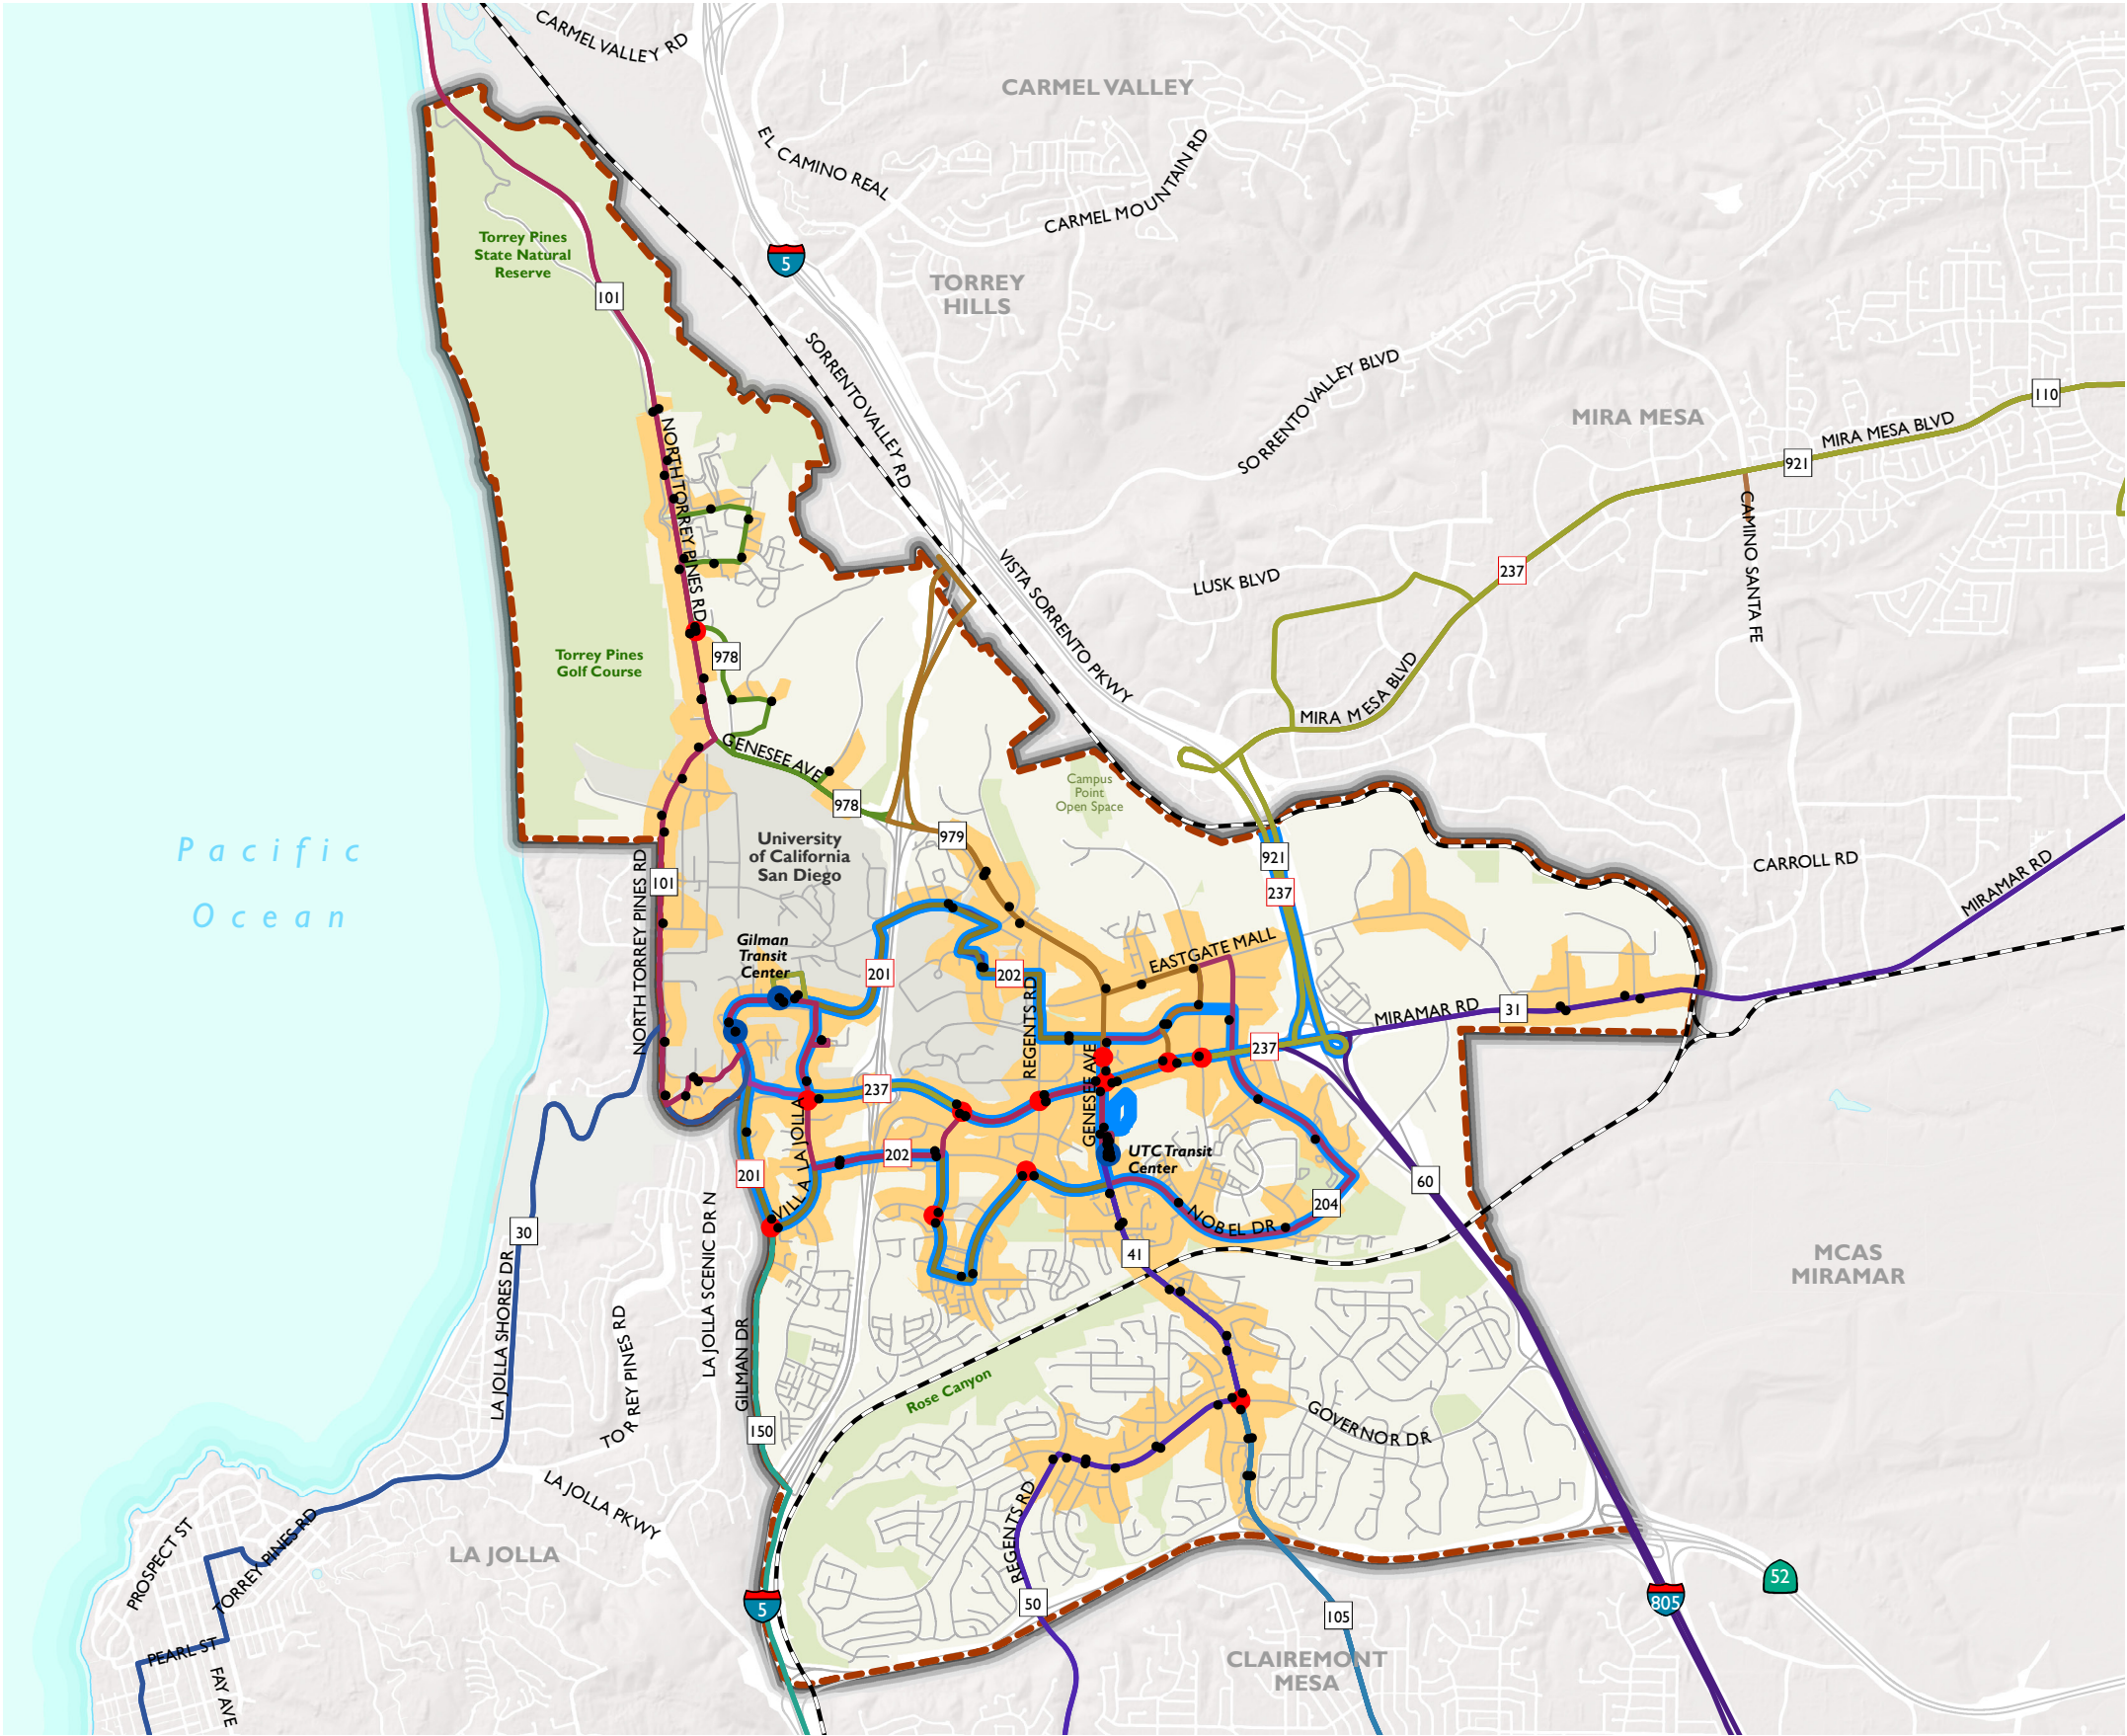 CARMEL VALLEY RD
CARMEL VALLEY
EL CAMINO REAL
CARMEL MOUNTAIN RD
5
TORREY
HILLS
Torrey Pines
State Natural
Reserve
101
SORRENTO VALLEY RD
SORRENTO VALLEY BLVD
MIRA MESA
110
MIRA MESA BLVD
921
NORTH TORREY PINES RD
CAMINO SANTA FE
VISTA SORRENTO PKWY
LUSK BLVD
237
Torrey Pines
Golf Course
978
MIRA MESA BLVD
GENESEE AVE
978
Campus
Point
Open Space
979
University
of California
San Diego
921
237
CARROLL RD
MIRAMAR RD
Pacific
Ocean
NORTH TORREY PINES RD
101
Gilman
Transit
Center
201
202
REGENTS RD
EASTGATE MALL
MIRAMAR RD
31
237
237
GENESEE AVE
VILLA LA JOLLA
202
UTC Transit
Center
201
60
204
NOBEL DR
41
30
LA JOLLA SHORES DR
LA JOLLA SCENIC DR N
TORREY PINES RD
GILMAN DR
MCAS
MIRAMAR
150
Rose Canyon
GOVERNOR DR
REGENTS RD
LA JOLLA PKWY
LA JOLLA
PROSPECT ST
TORREY PINES RD
5
50
105
52
805
PEARL ST
FAY AVE
CLAIREMONT
MESA